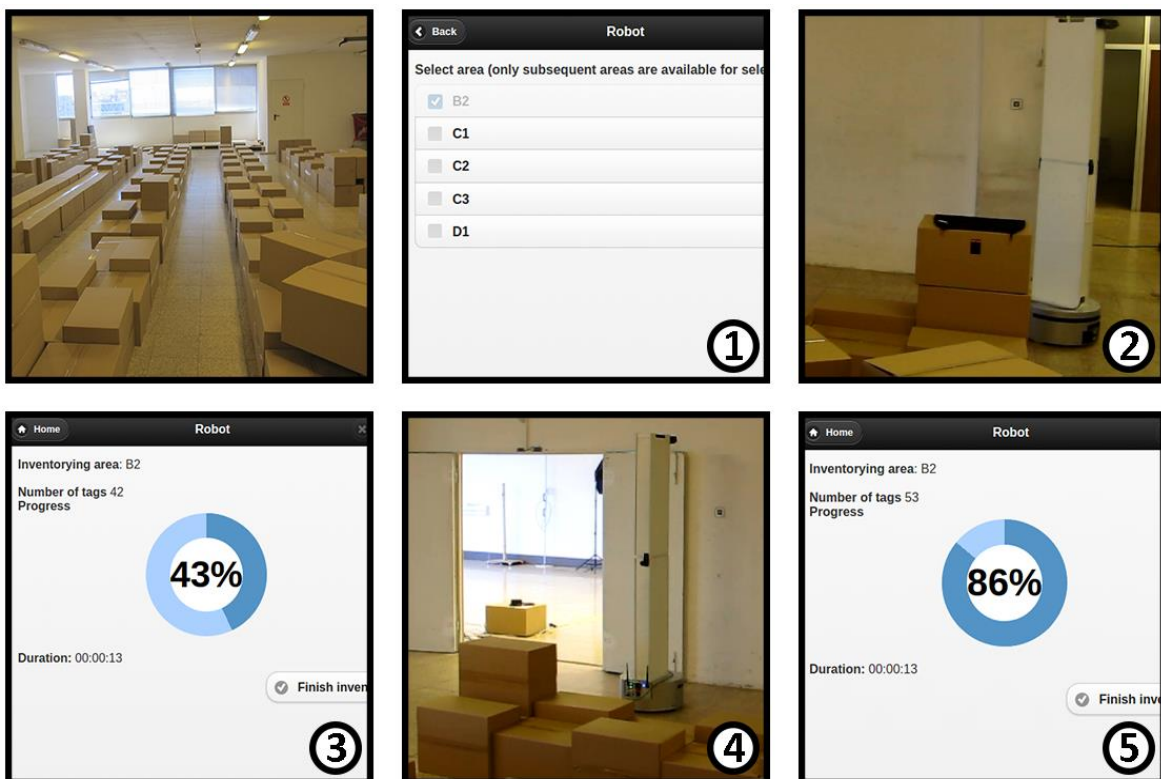 Back
Robot
Select area (only subsequent areas are available for sele
B2
C1
C2
C3
D1
1
2
Home
Robot
Inventorying area: B2
Number of tags 42
Progress
43%
Duration: 00:00:13
Finish inven
3
4
Home
Robot
Inventorying area: B2
Number of tags 53
Progress
86%
Duration: 00:00:13
Finish inve
5